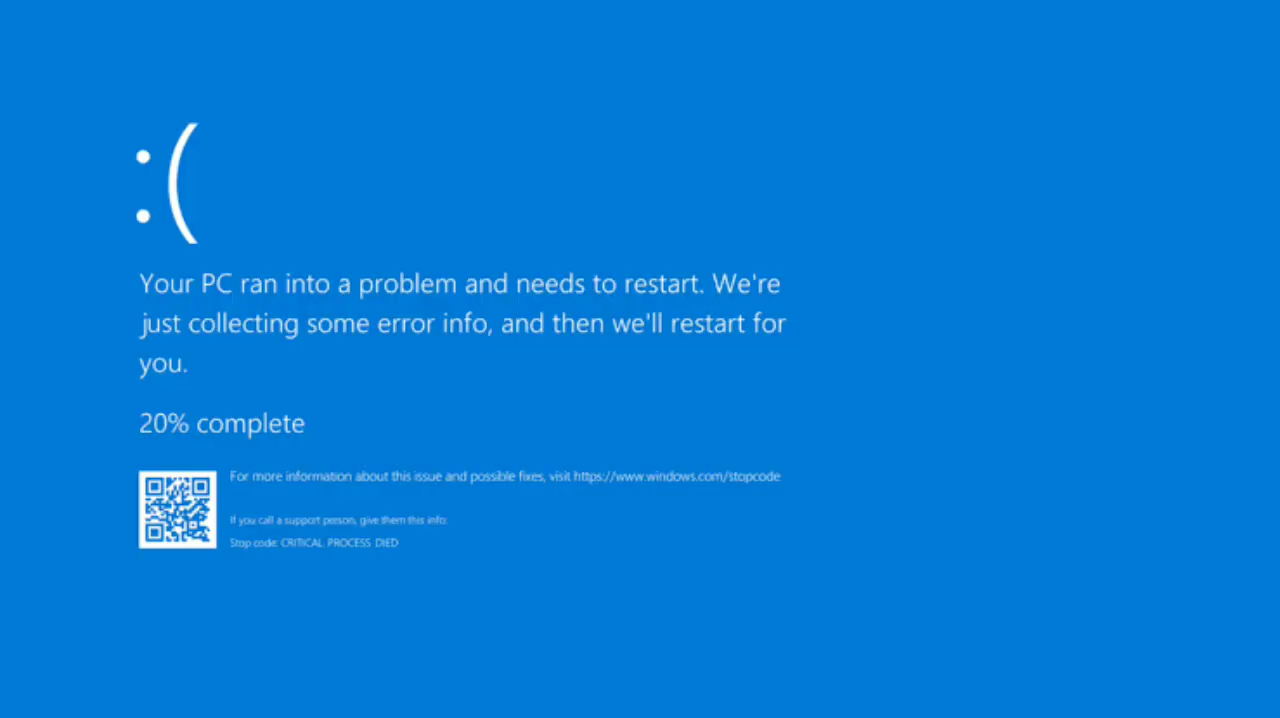 :(
Your PC ran into a problem and needs to restart. We're
just collecting some error info, and then we'll restart for
you.
20% complete
For more information about this issue and possible fixes, visit https://www.windows.com/stopcode
If you call a support person, give them this info:
Stop code: CRITICAL_PROCESS_DIED